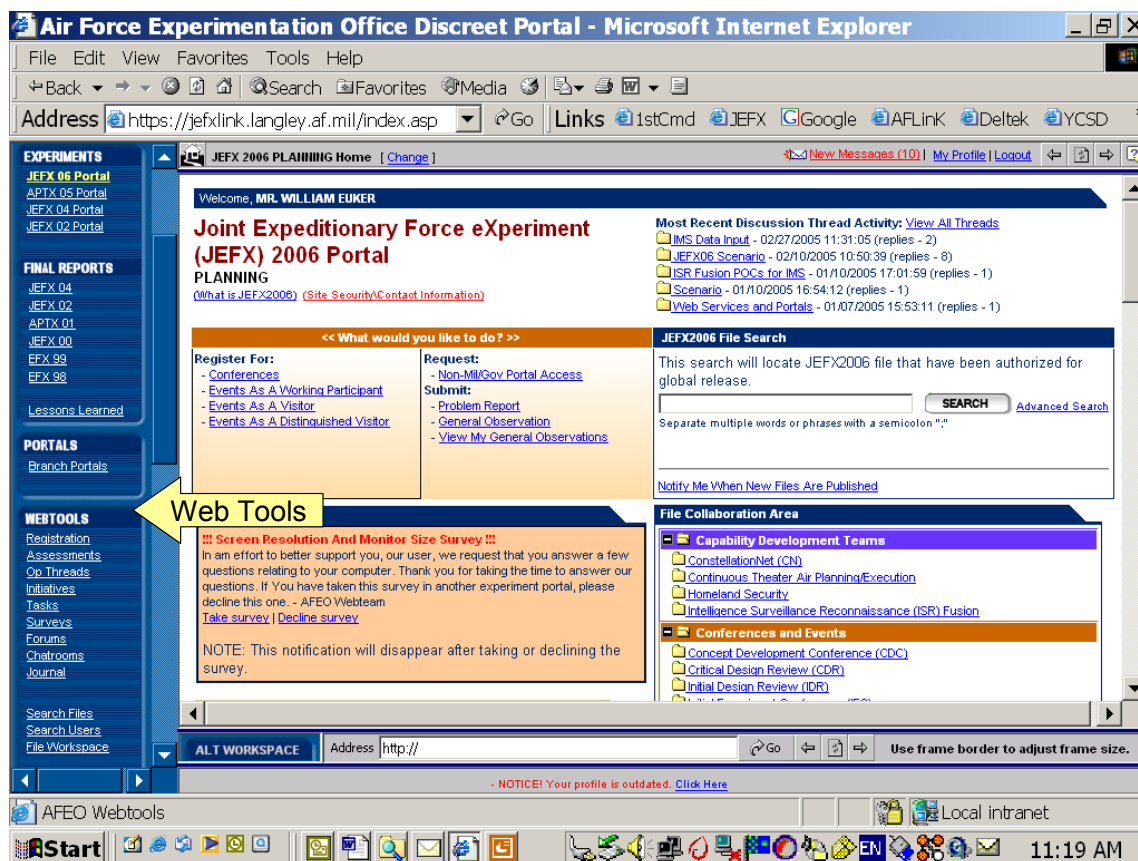 Air Force Experimentation Office Discreet Portal - Microsoft Internet Explorer
File Edit View Favorites Tools Help
Back Search Favorites Media
Address https://jefxlink.langley.af.mil/index.asp Go Links 1stCmd JEFX Google AFLinK Deltek YCSD
EXPERIMENTS
JEFX 06 Portal
APTX 05 Portal
JEFX 04 Portal
JEFX 02 Portal
FINAL REPORTS
JEFX 04
JEFX 02
APTX 01
JEFX 00
EFX 99
EFX 98
Lessons Learned
PORTALS
Branch Portals
WEBTOOLS
Registration
Assessments
Op Threads
Initiatives
Tasks
Surveys
Forums
Chatrooms
Journal
Search Files
Search Users
File Workspace
JEFX 2006 PLANNING Home [ Change ]
New Messages (10) | My Profile | Logout
Welcome, MR. WILLIAM EUKER
Joint Expeditionary Force eXperiment
(JEFX) 2006 Portal
PLANNING
(What is JEFX2006) (Site Security\Contact Information)
Most Recent Discussion Thread Activity: View All Threads
IMS Data Input - 02/27/2005 11:31:05 (replies - 2)
JEFX06 Scenario - 02/10/2005 10:50:39 (replies - 8)
ISR Fusion POCs for IMS - 01/10/2005 17:01:59 (replies - 1)
Scenario - 01/10/2005 16:54:12 (replies - 1)
Web Services and Portals - 01/07/2005 15:53:11 (replies - 1)
<< What would you like to do? >>
Register For:
- Conferences
- Events As A Working Participant
- Events As A Visitor
- Events As A Distinguished Visitor
Request:
- Non-Mil/Gov Portal Access
Submit:
- Problem Report
- General Observation
- View My General Observations
JEFX2006 File Search
This search will locate JEFX2006 file that have been authorized for
global release.
SEARCH Advanced Search
Separate multiple words or phrases with a semicolon ";"
Notify Me When New Files Are Published
Web Tools
!!! Screen Resolution And Monitor Size Survey !!!
In am effort to better support you, our user, we request that you answer a few
questions relating to your computer. Thank you for taking the time to answer our
questions. If You have taken this survey in another experiment portal, please
decline this one. - AFEO Webteam
Take survey | Decline survey
NOTE: This notification will disappear after taking or declining the
survey.
File Collaboration Area
Capability Development Teams
ConstellationNet (CN)
Continuous Theater Air Planning/Execution
Homeland Security
Intelligence Surveillance Reconnaissance (ISR) Fusion
Conferences and Events
Concept Development Conference (CDC)
Critical Design Review (CDR)
Initial Design Review (IDR)
ALT WORKSPACE Address http:// Go Use frame border to adjust frame size.
- NOTICE! Your profile is outdated. Click Here
AFEO Webtools Local intranet
Start EN 11:19 AM